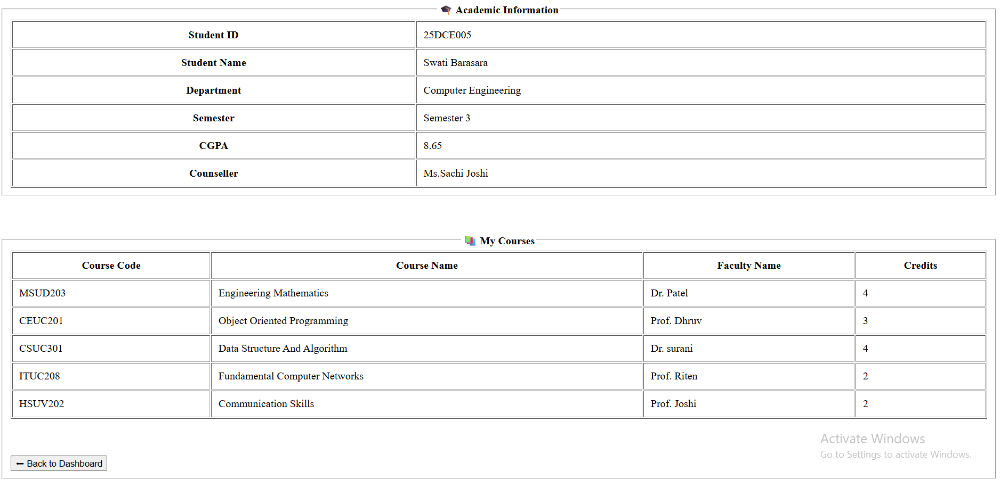 🎓 Academic Information
Student ID 25DCE005
Student Name Swati Barasara
Department Computer Engineering
Semester Semester 3
CGPA 8.65
Counseller Ms.Sachi Joshi
📚 My Courses
Course Code Course Name Faculty Name Credits
MSUD203 Engineering Mathematics Dr. Patel 4
CEUC201 Object Oriented Programming Prof. Dhruv 3
CSUC301 Data Structure And Algorithm Dr. surani 4
ITUC208 Fundamental Computer Networks Prof. Riten 2
HSUV202 Communication Skills Prof. Joshi 2
Activate Windows
Go to Settings to activate Windows.
⬅ Back to Dashboard